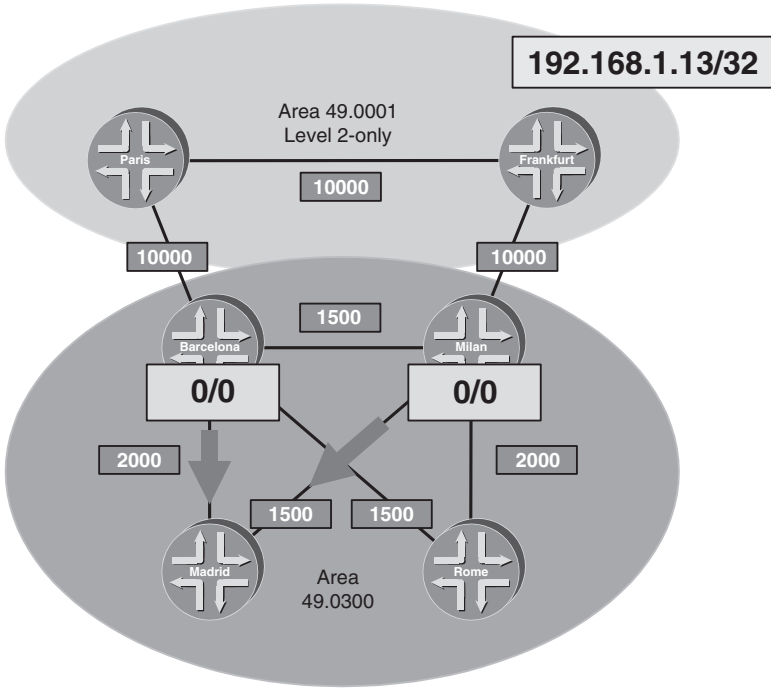 192.168.1.13/32
Area 49.0001
Level 2-only
Paris
Frankfurt
10000
10000
10000
1500
Barcelona
Milan
0/0
0/0
2000
2000
1500
1500
Madrid
Rome
Area
49.0300